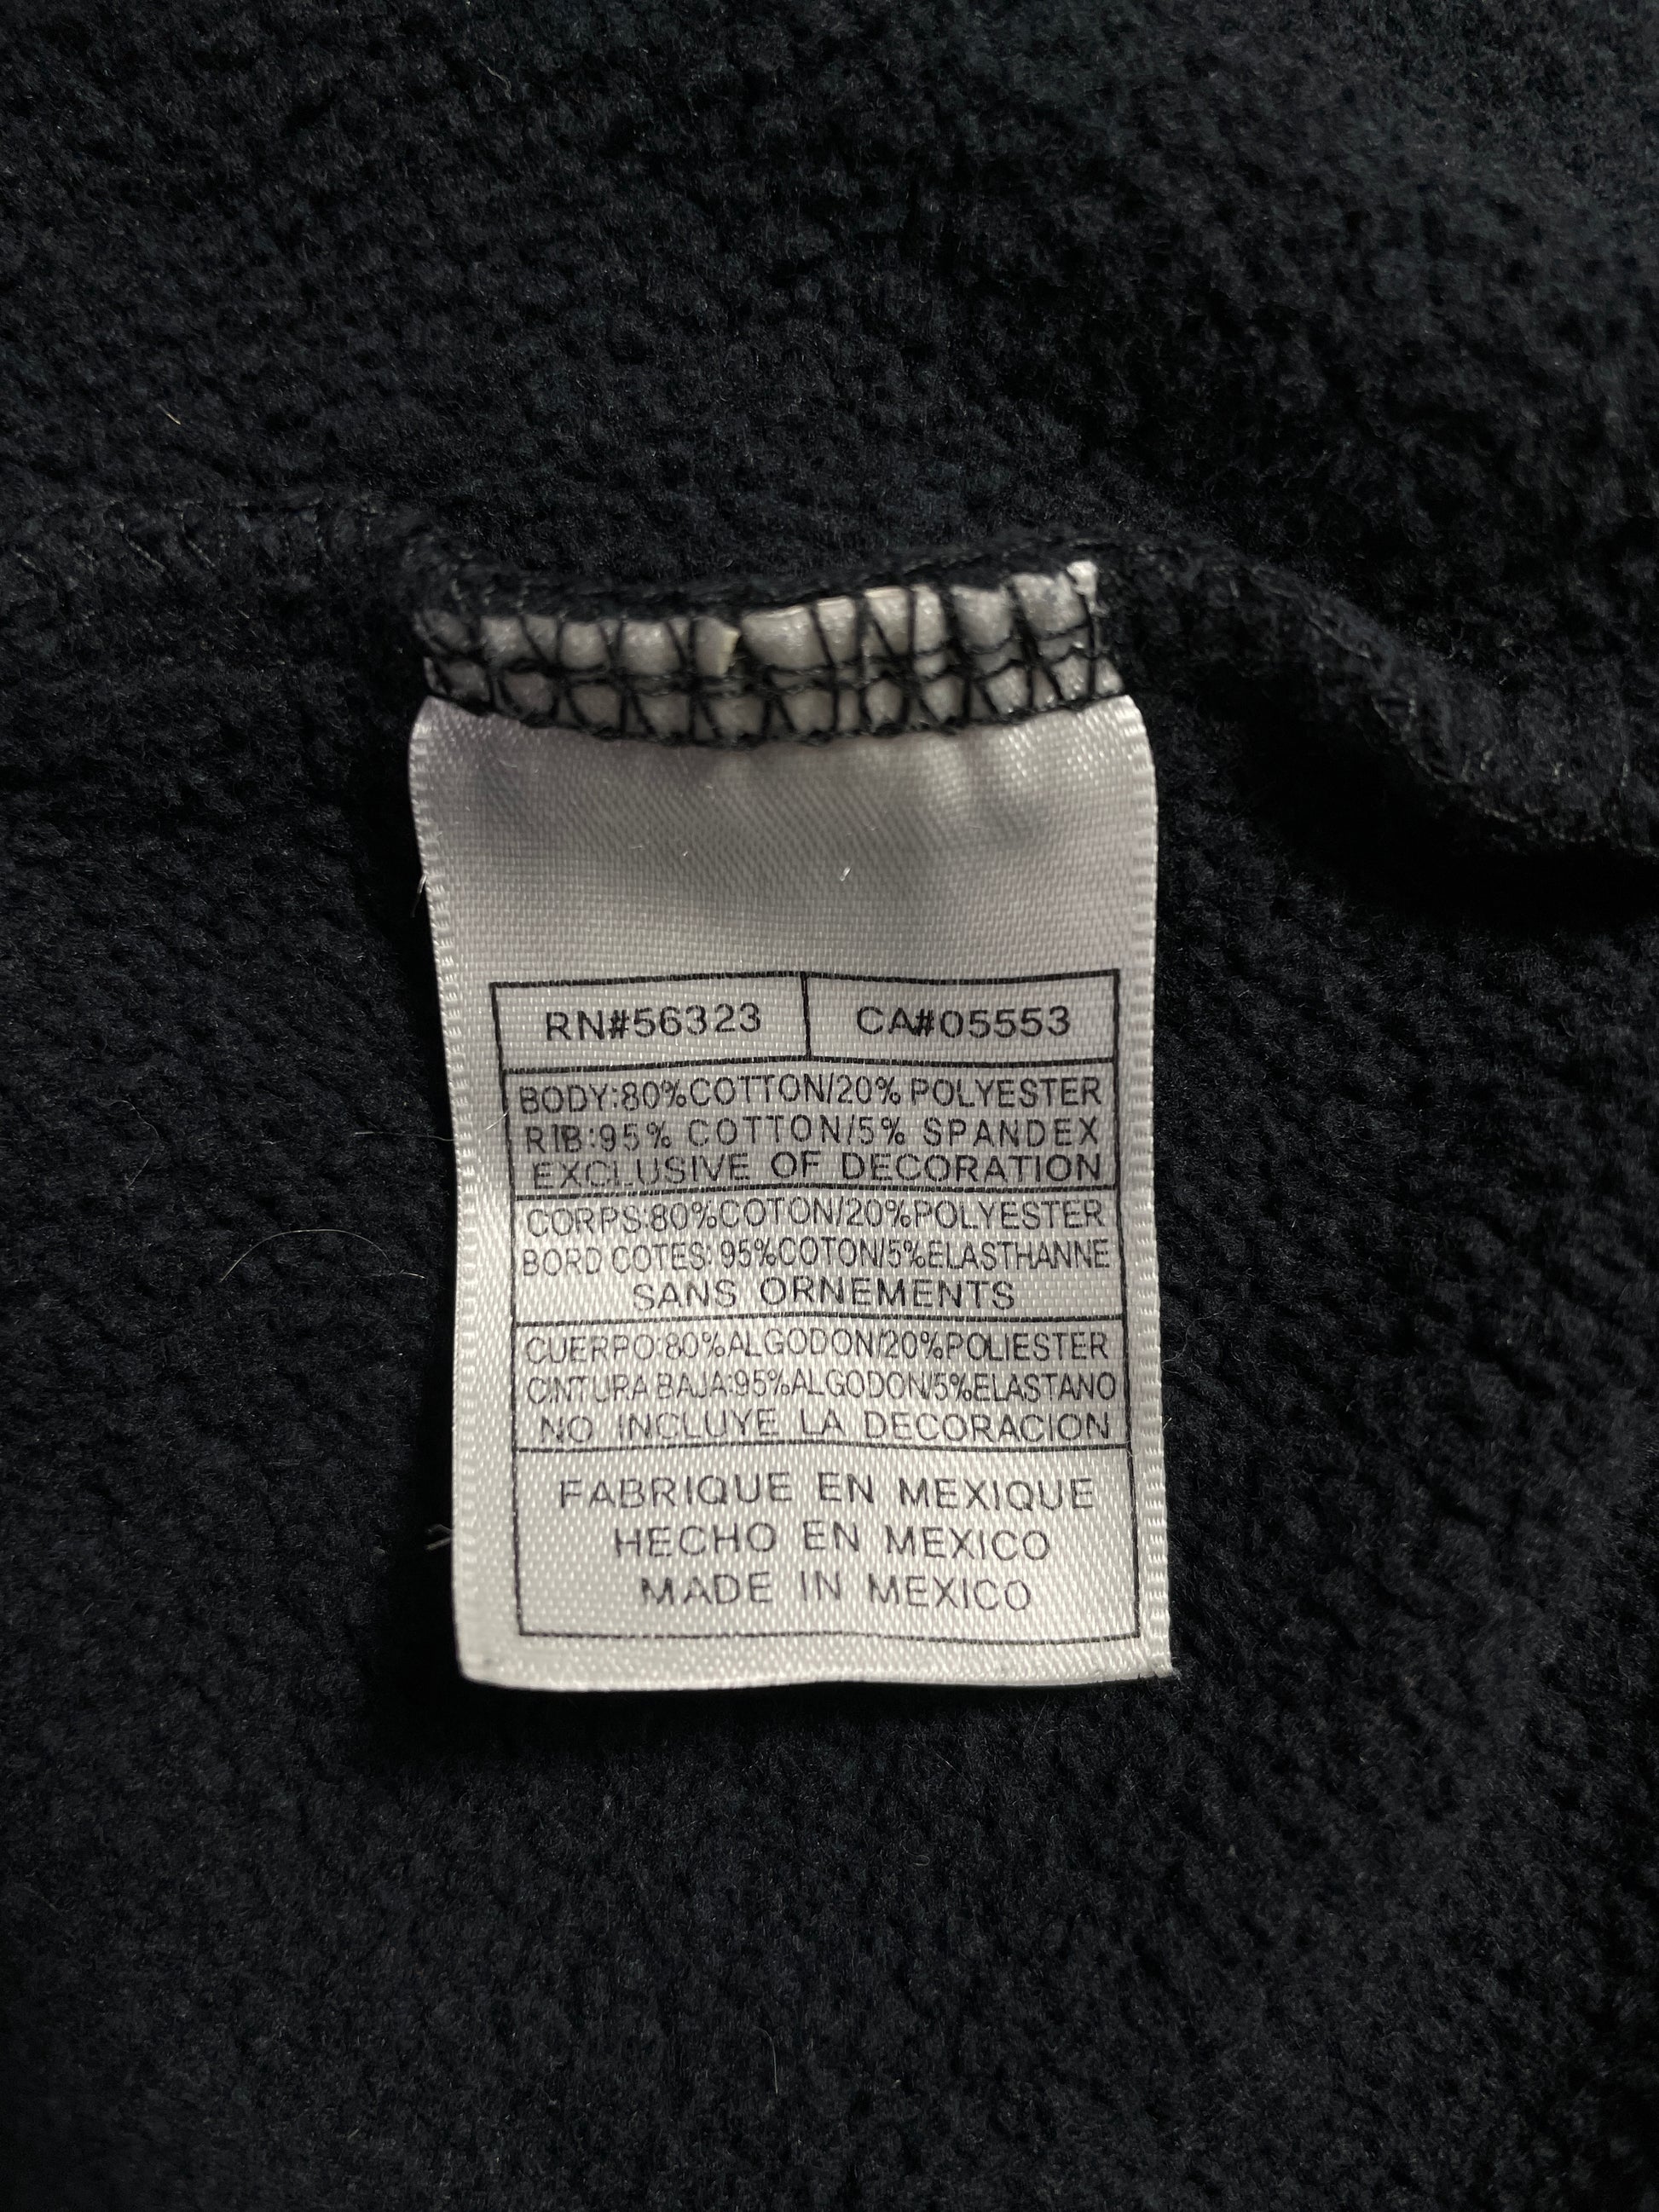 RN#56323 CA#05553
BODY:80%COTTON/20% POLYESTER
RIB:95% COTTON/5% SPANDEX
EXCLUSIVE OF DECORATION
CORPS:80%COTON/20%POLYESTER
BORD COTES: 95%COTON/5%ELASTHANNE
SANS ORNEMENTS
CUERPO:80%ALGODON/20%POLIESTER
CINTURA BAJA:95%ALGODON/5%ELASTANO
NO INCLUYE LA DECORACION
FABRIQUE EN MEXIQUE
HECHO EN MEXICO
MADE IN MEXICO